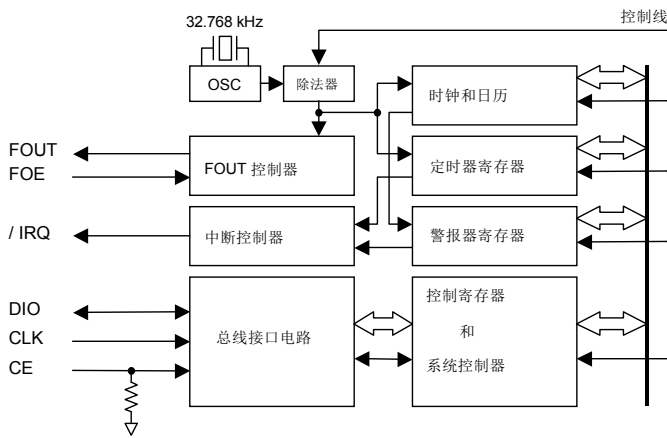 32.768 kHz
控制线
OSC
除法器
时钟和日历
FOUT
FOE
FOUT 控制器
定时器寄存器
/ IRQ
中断控制器
警报器寄存器
DIO
CLK
CE
总线接口电路
控制寄存器
和
系统控制器